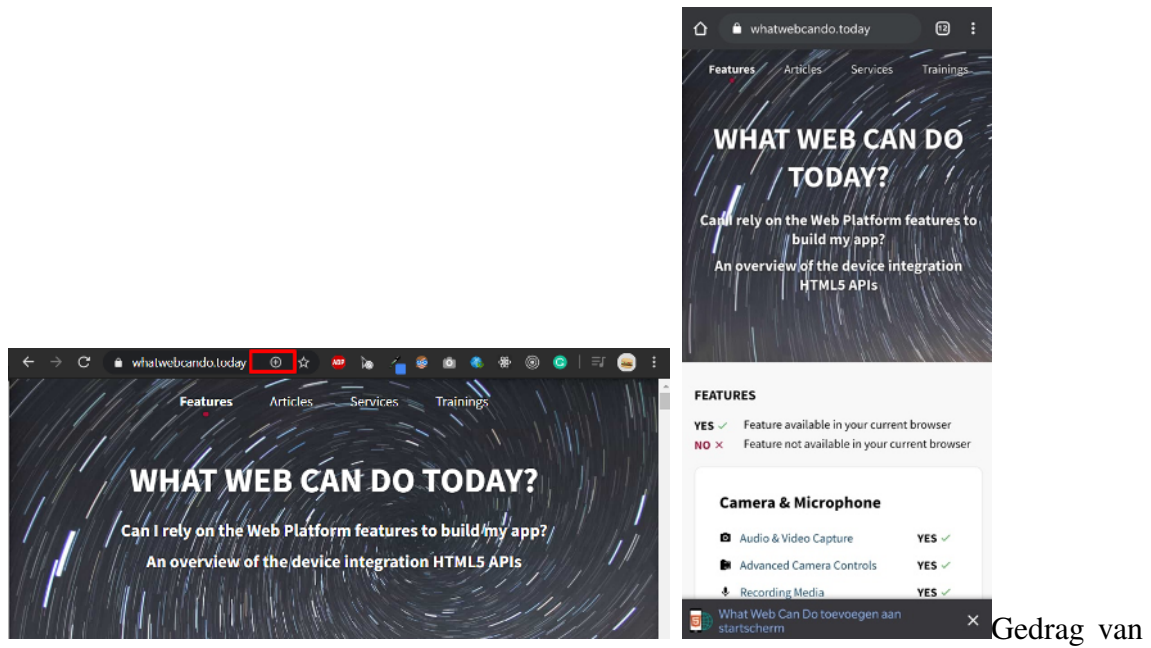 whatwebcando.today
Features Articles Services Trainings
WHAT WEB CAN DO TODAY?
Can I rely on the Web Platform features to build my app?
An overview of the device integration HTML5 APIs
whatwebcando.today 12
Features Articles Services Trainings
WHAT WEB CAN DO
TODAY?
Can I rely on the Web Platform features to
build my app?
An overview of the device integration
HTML5 APIs
FEATURES
YES ✓ Feature available in your current browser
NO × Feature not available in your current browser
Camera & Microphone
Audio & Video Capture YES ✓
Advanced Camera Controls YES ✓
Recording Media YES ✓
What Web Can Do toevoegen aan
startscherm
Gedrag van